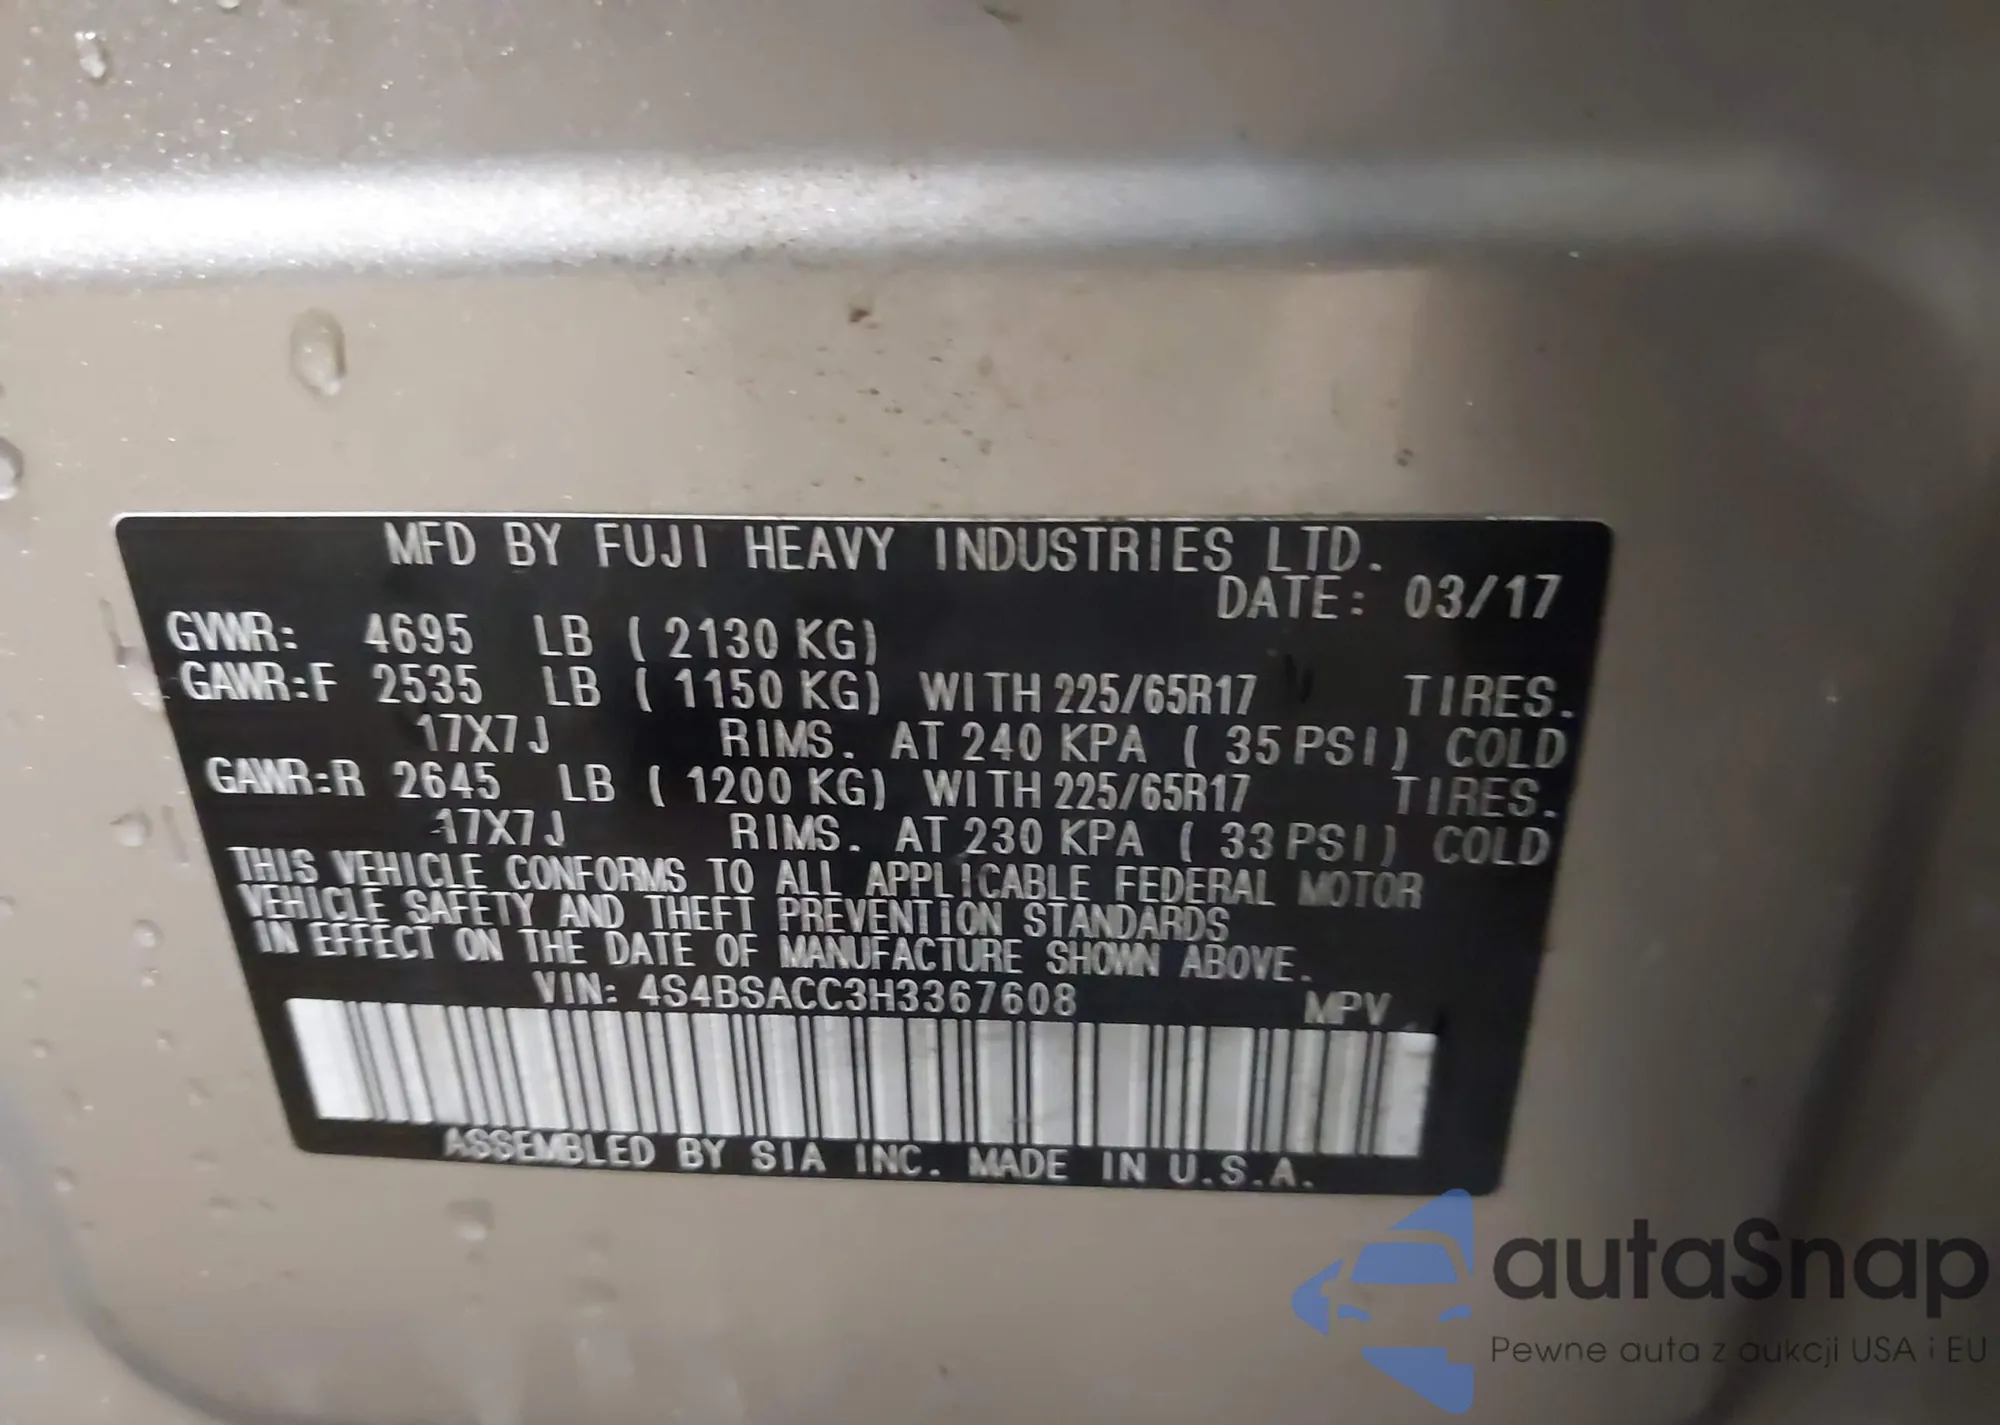 MFD BY FUJI HEAVY INDUSTRIES LTD.
DATE: 03/17
GVWR: 4695 LB ( 2130 KG)
GAWR:F 2535 LB ( 1150 KG) WITH 225/65R17 TIRES.
17X7J RIMS. AT 240 KPA ( 35 PSI) COLD
GAWR:R 2645 LB ( 1200 KG) WITH 225/65R17 TIRES.
17X7J RIMS. AT 230 KPA ( 33 PSI) COLD
THIS VEHICLE CONFORMS TO ALL APPLICABLE FEDERAL MOTOR
VEHICLE SAFETY AND THEFT PREVENTION STANDARDS
IN EFFECT ON THE DATE OF MANUFACTURE SHOWN ABOVE.
VIN: 4S4BSACC3H3367608 MPV
ASSEMBLED BY SIA INC. MADE IN U.S.A.
autaSnap
Pewne auta z aukcji USA i EU